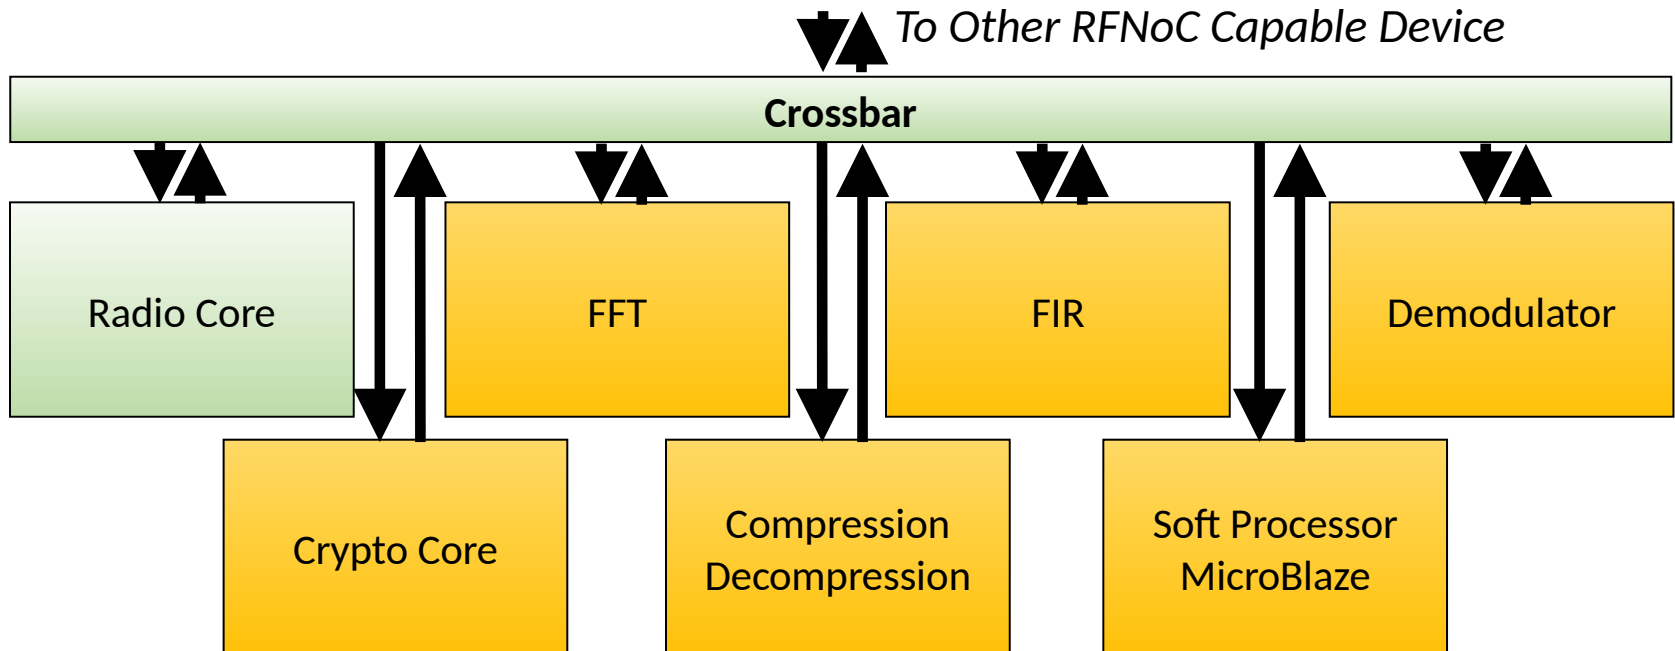 To Other RFNoC Capable Device
Crossbar
Radio Core
FFT
FIR
Demodulator
Crypto Core
Compression
Decompression
Soft Processor
MicroBlaze